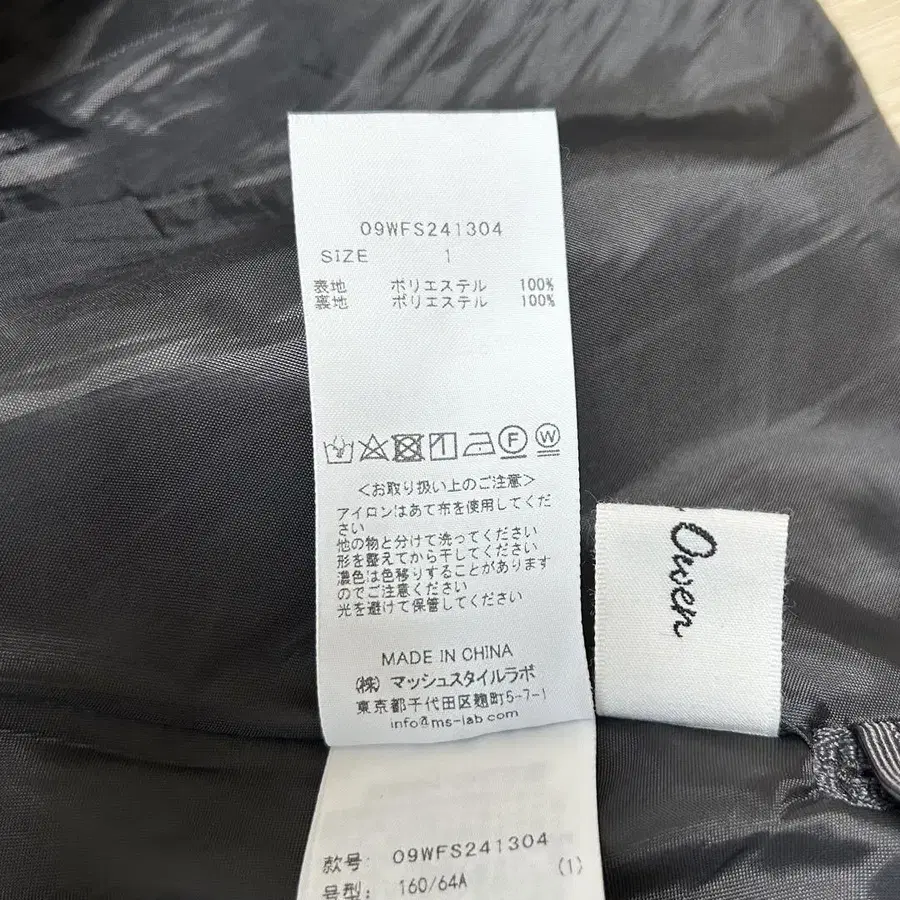 09WFS241304
SIZE 1
表地 ポリエステル 100%
裏地 ポリエステル 100%
F W
<お取り扱い上のご注意>
アイロンはあて布を使用してくだ
さい
他の物と分けて洗ってください
形を整えてから干してください
濃色は色移りすることがあります
のでご注意ください
光を避けて保管してください
MADE IN CHINA
(株) マッシュスタイルラボ
東京都千代田区麹町5-7-1
info@ms-lab.com
Owen
款号: 09WFS241304
号型: 160/64A (1)